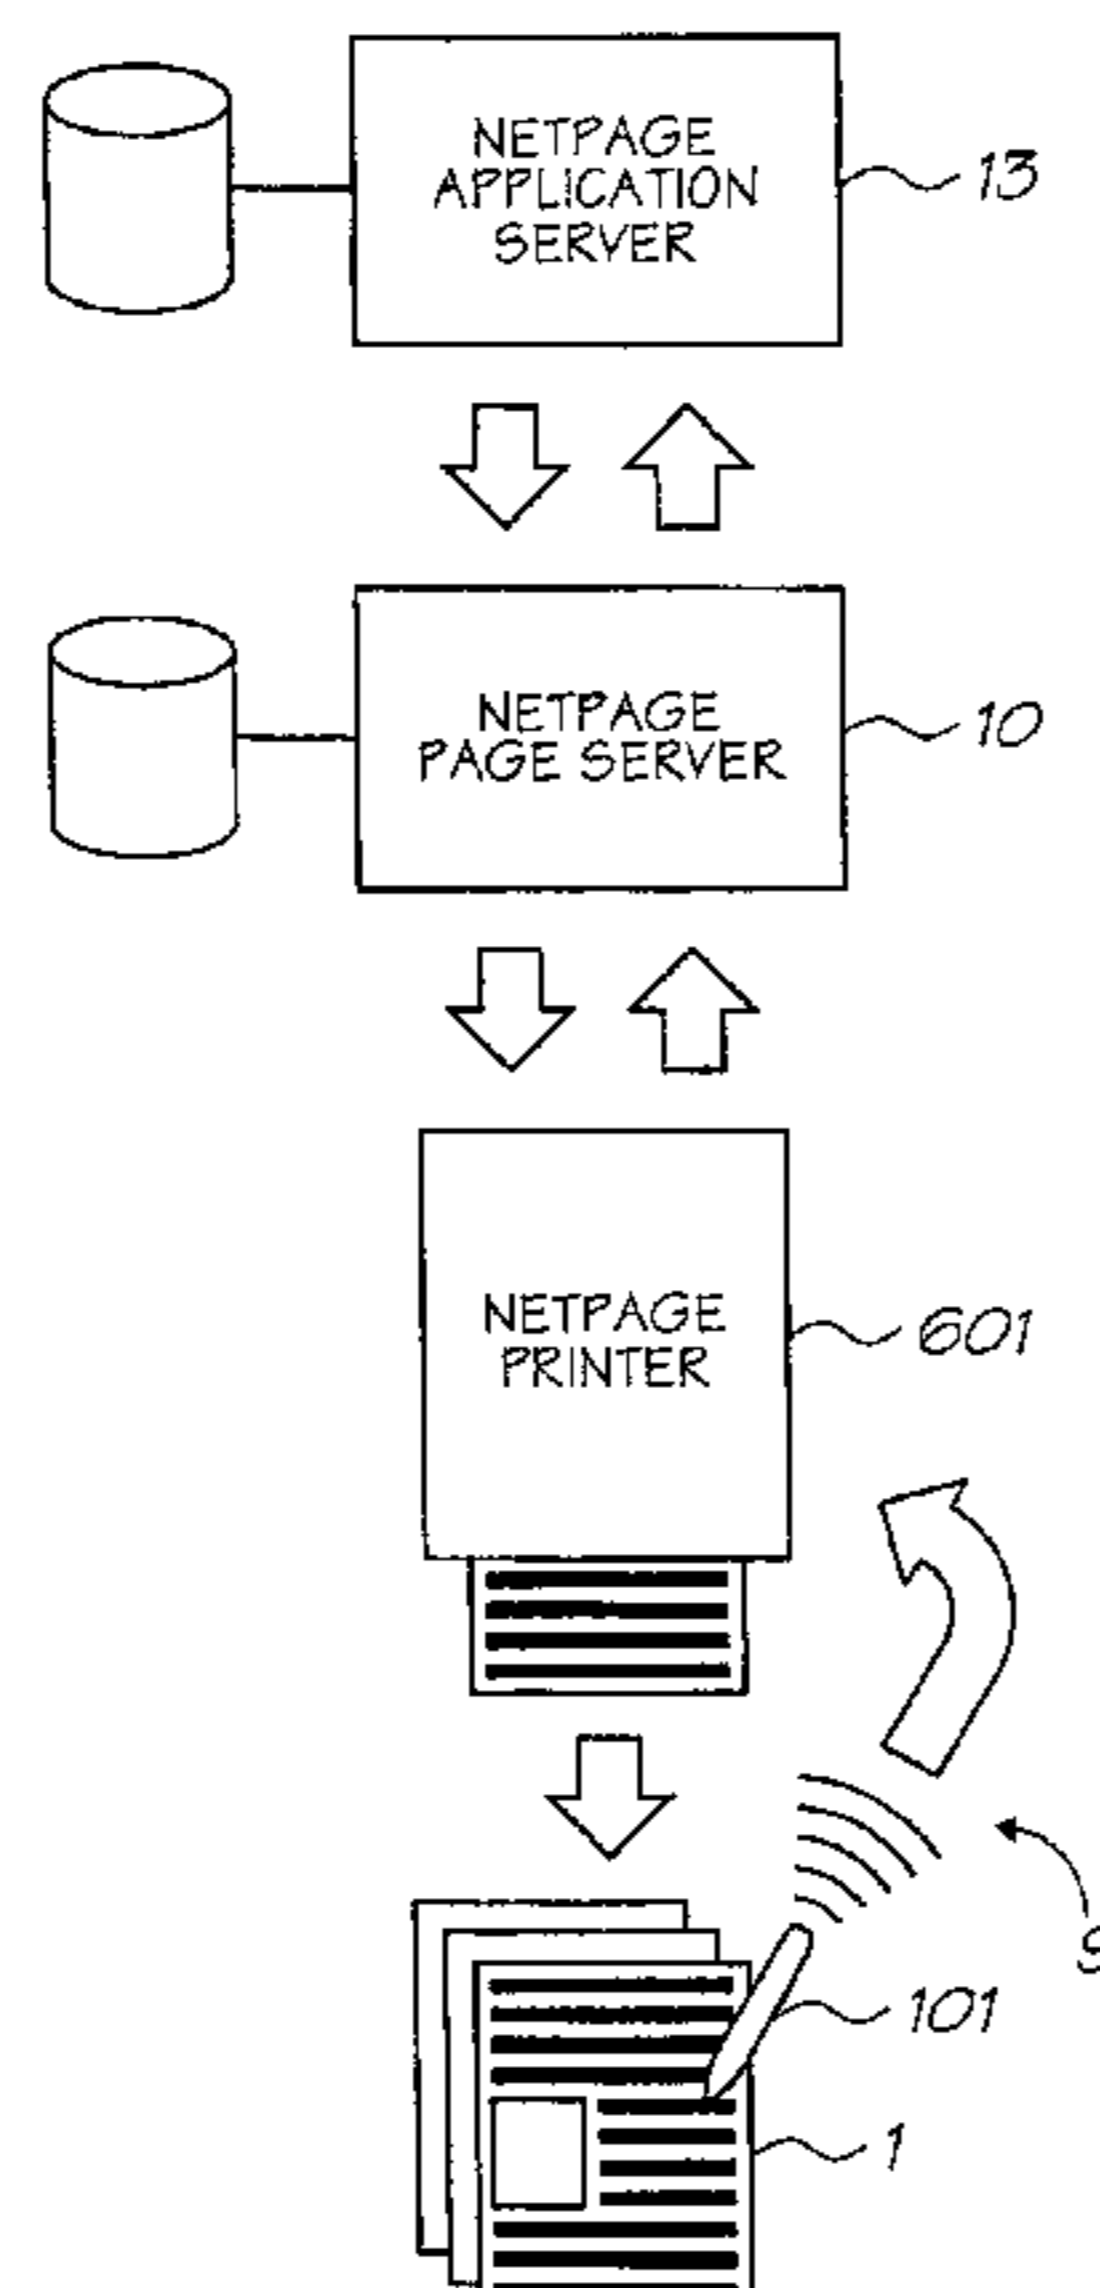 NETPAGE
APPLICATION
SERVER
13
NETPAGE
PAGE SERVER
10
NETPAGE
PRINTER
601
101
1